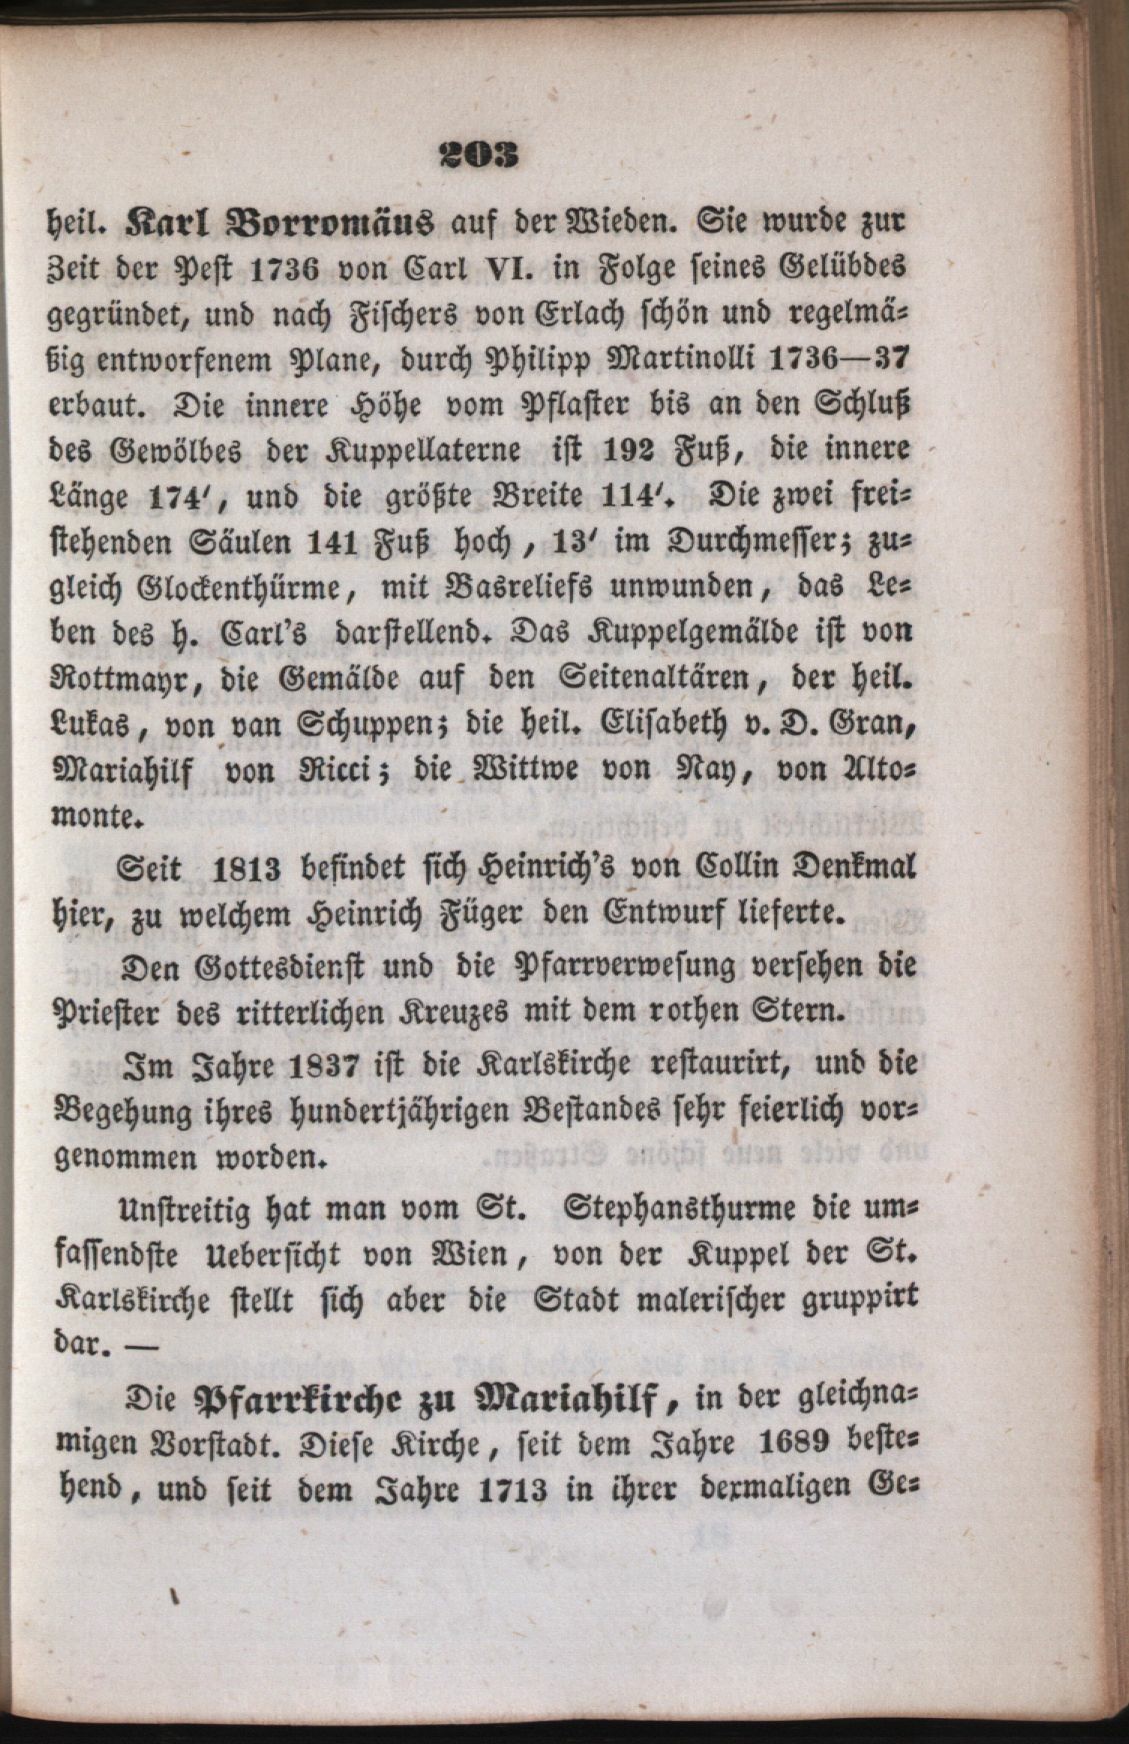 203
heil. Karl Borromäus auf der Wieden. Sie wurde zur
Zeit der Pest 1736 von Carl VI. in Folge seines Gelübdes
gegründet, und nach Fischers von Erlach schön und regelmä-
ßig entworfenem Plane, durch Philipp Martinolli 1736—37
erbaut. Die innere Höhe vom Pflaster bis an den Schluß
des Gewölbes der Kuppellaterne ist 192 Fuß, die innere
Länge 174′, und die größte Breite 114′. Die zwei frei-
stehenden Säulen 141 Fuß hoch, 13′ im Durchmesser; zu-
gleich Glockenthürme, mit Basreliefs unwunden, das Le-
ben des h. Carl's darstellend. Das Kuppelgemälde ist von
Rottmayr, die Gemälde auf den Seitenaltären, der heil.
Lukas, von van Schuppen; die heil. Elisabeth v. D. Gran,
Mariahilf von Ricci; die Wittwe von Nay, von Alto-
monte.
Seit 1813 befindet sich Heinrich's von Collin Denkmal
hier, zu welchem Heinrich Füger den Entwurf lieferte.
Den Gottesdienst und die Pfarrverwesung versehen die
Priester des ritterlichen Kreuzes mit dem rothen Stern.
Im Jahre 1837 ist die Karlskirche restaurirt, und die
Begehung ihres hundertjährigen Bestandes sehr feierlich vor-
genommen worden.
Unstreitig hat man vom St. Stephansthurme die um-
fassendste Uebersicht von Wien, von der Kuppel der St.
Karlskirche stellt sich aber die Stadt malerischer gruppirt
dar. —
Die Pfarrkirche zu Mariahilf, in der gleichna-
migen Vorstadt. Diese Kirche, seit dem Jahre 1689 beste-
hend, und seit dem Jahre 1713 in ihrer dermaligen Ge-